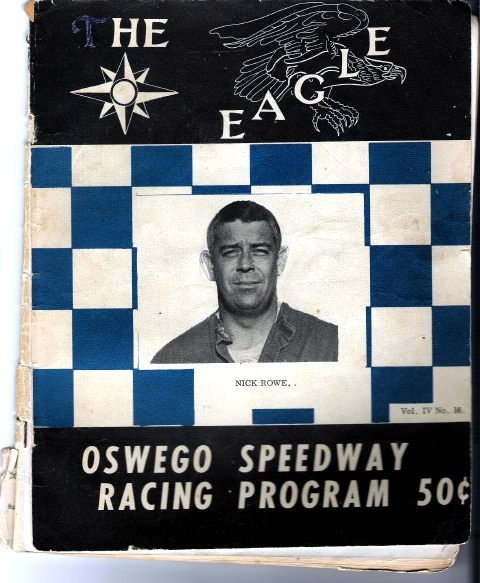 THE
EAGLE
NICK ROWE. .
Vol. IV No. 16.
OSWEGO SPEEDWAY
RACING PROGRAM 50¢